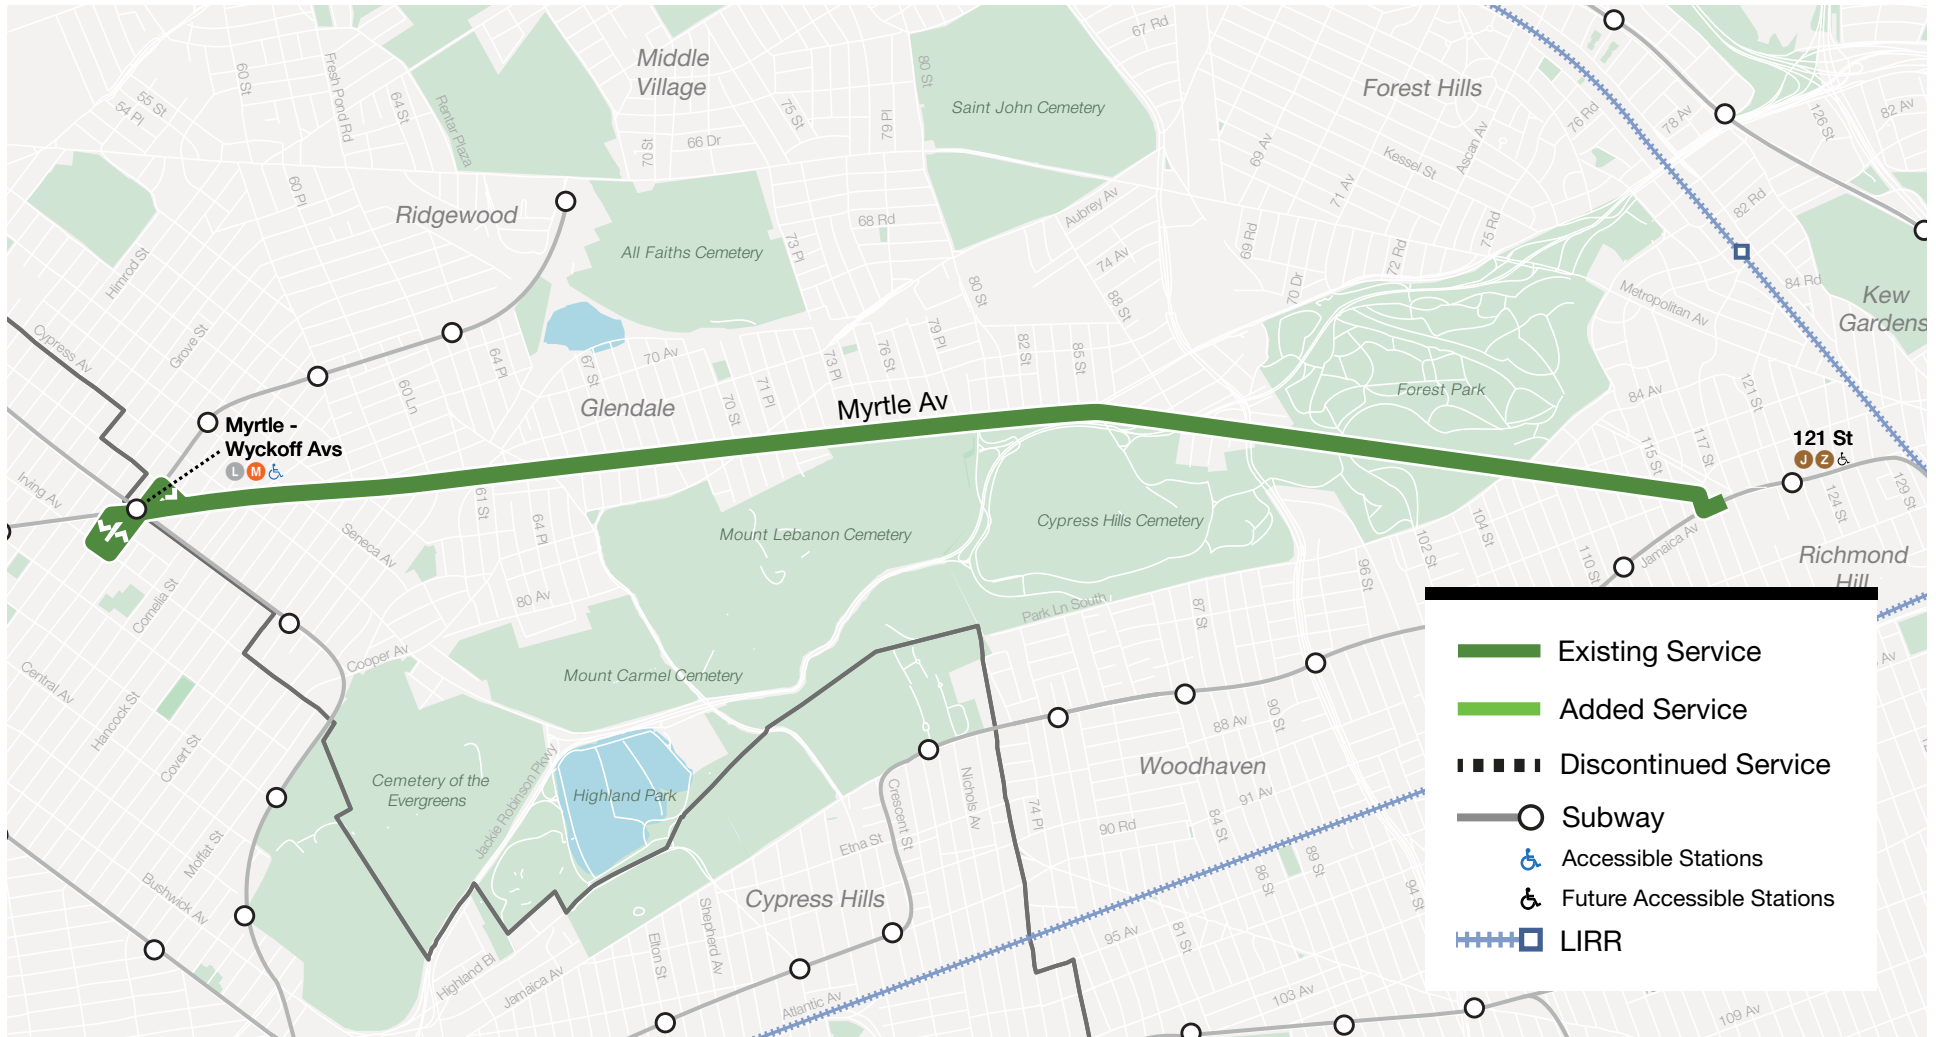 67 Rd
Middle
Village
80 St
Forest Hills
82 Av
126 St
78 Av
76 Rd
Fresh Pond Rd
60 St
55 St
54 Pl
64 St
Rentar Plaza
75 St
79 Pl
Saint John Cemetery
70 St
66 Dr
69 Av
Kessel St
Ascan Av
71 Av
60 Pl
Ridgewood
68 Rd
Aubrey Av
82 Rd
75 Rd
69 Rd
72 Rd
73 Pl
All Faiths Cemetery
74 Av
Himrod St
80 St
88 St
70 Dr
84 Rd
Metropolitan Av
Kew
Gardens
Cypress Av
Grove St
64 Pl
67 St
70 Av
79 Pl
76 St
73 Pl
82 St
85 St
60 Ln
Glendale
71 Pl
70 St
Myrtle Av
Forest Park
84 Av
121 St
Myrtle -
Wyckoff Avs
L M
115 St
117 St
121 St
J Z
Irving Av
61 St
64 Pl
Seneca Av
Mount Lebanon Cemetery
Cypress Hills Cemetery
104 St
102 St
110 St
Jamaica Av
124 St
129 St
Richmond
Hill
Cornelia St
80 Av
Park Ln South
87 St
96 St
Cooper Av
Central Av
Hancock St
Covert St
Mount Carmel Cemetery
88 Av
90 St
Woodhaven
Cemetery of the
Evergreens
Jackie Robinson Pkwy
Highland Park
Crescent St
Nichols Av
74 Pl
91 Av
84 St
90 Rd
Etna St
Moffat St
Bushwick Av
Cypress Hills
86 St
89 St
94 St
Shepherd Av
Elton St
95 Av
81 St
Highland Bl
Jamaica Av
Atlantic Av
103 Av
109 Av
Av
Existing Service
Added Service
Discontinued Service
Subway
Accessible Stations
Future Accessible Stations
LIRR